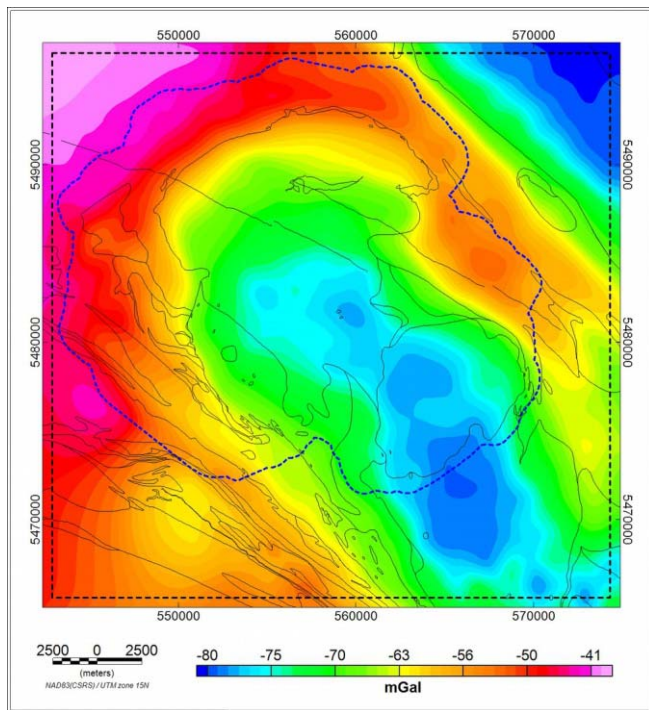 550000 560000 570000
5490000 5490000
5480000 5480000
5470000 5470000
550000 560000 570000
2500 0 2500
(meters)
NAD83(CSRS) / UTM zone 15N
-80 -75 -70 -63 -56 -50 -41
mGal